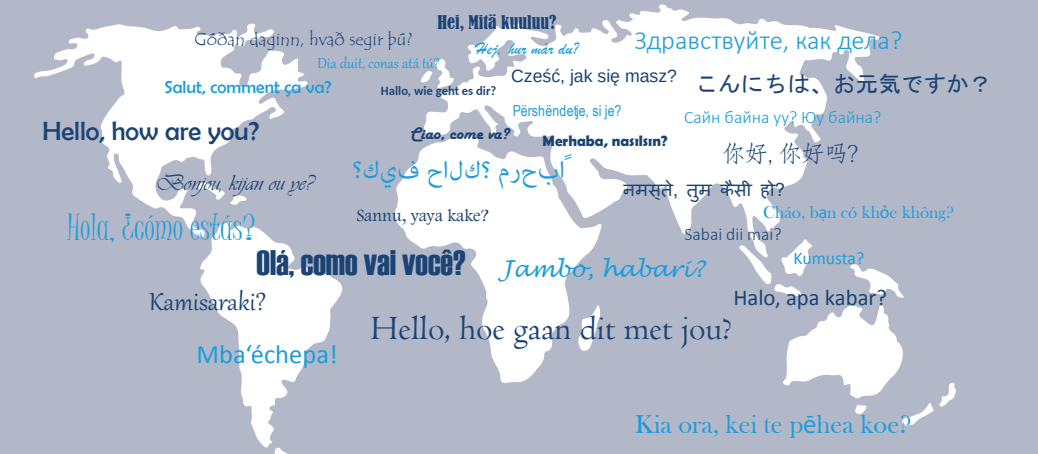 Hei, Mitä kuuluu?
Góðan daginn, hvað segir þú?
Hej, hur mår du?
Здравствуйте, как дела?
Dia duit, conas atá tú?
Cześć, jak się masz?
Salut, comment ça va?
Hallo, wie geht es dir?
こんにちは、お元気ですか？
Përshëndetje, si je?
Сайн байна уу? Юу байна?
Hello, how are you?
Ciao, come va?
Merhaba, nasılsın?
你好, 你好吗?
ًابحرم ؟كلاح فيك؟
Bonjou, kijan ou ye?
नमस्ते, तुम कैसी हो?
Sannu, yaya kake?
Cháo, bạn có khỏe không?
Hola, ¿cómo estás?
Sabai dii mai?
Olá, como vai você?
Jambo, habari?
Kumusta?
Kamisaraki?
Halo, apa kabar?
Hello, hoe gaan dit met jou?
Mba‘échepa!
Kia ora, kei te pēhea koe?